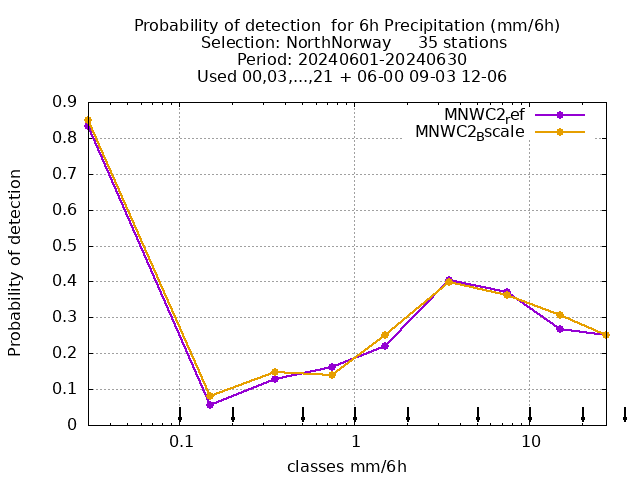 Probability of detection  for 6h Precipitation (mm/6h)
Selection: NorthNorway     35 stations
Period: 20240601-20240630
Used 00,03,...,21 + 06-00 09-03 12-06
MNWC2ref
MNWC2Bscale
0.9
0.8
0.7
0.6
0.5
0.4
0.3
0.2
0.1
0
Probability of detection
0.1 1 10
classes mm/6h